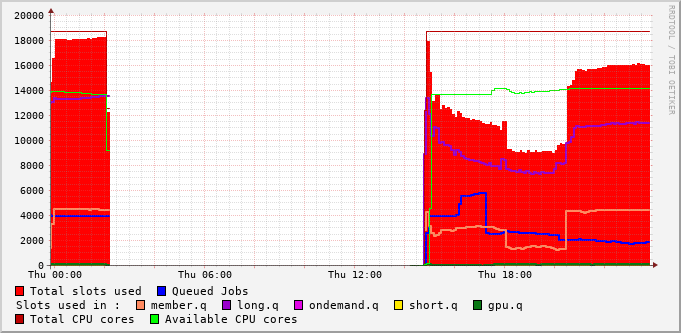 RRDTOOL / TOBI OETIKER
20000
18000
16000
14000
12000
10000
8000
6000
4000
2000
0
Thu 00:00 Thu 06:00 Thu 12:00 Thu 18:00
Total slots used Queued Jobs
Slots used in : member.q long.q ondemand.q short.q gpu.q
Total CPU cores Available CPU cores